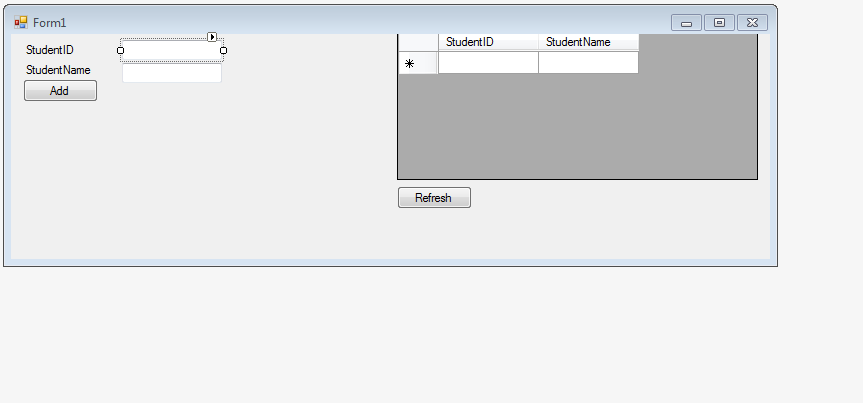 Form1
StudentID
StudentName
Add
StudentID StudentName
Refresh